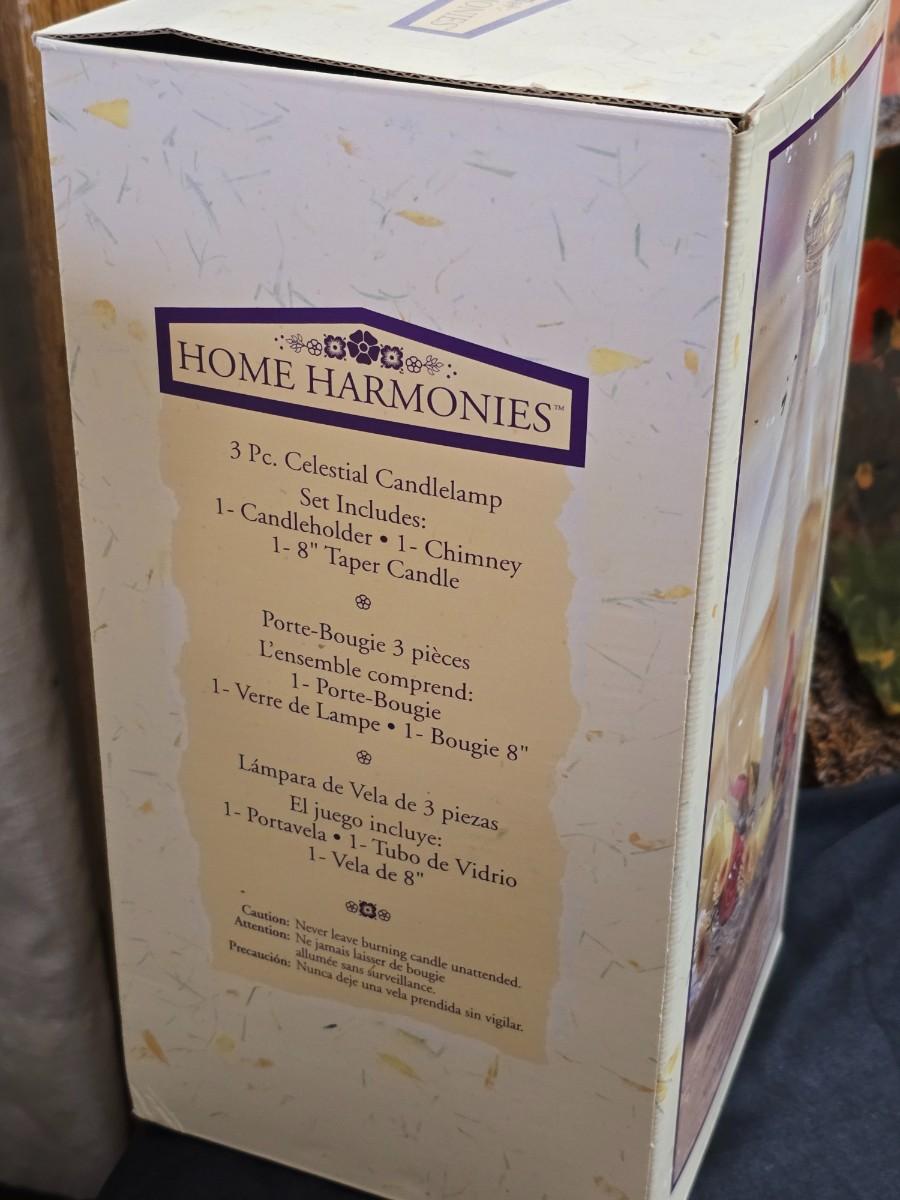 MONIES
HOME HARMONIES™
3 Pc. Celestial Candlelamp
Set Includes:
1- Candleholder • 1- Chimney
1- 8" Taper Candle
Porte-Bougie 3 pièces
L'ensemble comprend:
1- Porte-Bougie
1- Verre de Lampe • 1- Bougie 8"
Lámpara de Vela de 3 piezas
El juego incluye:
1- Portavela • 1- Tubo de Vidrio
1- Vela de 8"
Caution: Never leave burning candle unattended.
Attention: Ne jamais laisser de bougie
allumée sans surveillance.
Precaución: Nunca deje una vela prendida sin vigilar.